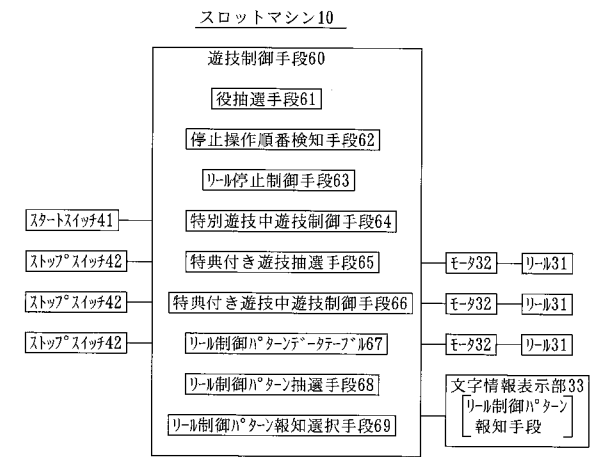 スロットマシン10
遊技制御手段60
役抽選手段61
停止操作順番検知手段62
リール停止制御手段63
特別遊技中遊技制御手段64
特典付き遊技抽選手段65
特典付き遊技中遊技制御手段66
リール制御パターンデータテーブル67
リール制御パターン抽選手段68
リール制御パターン報知選択手段69
スタートスイッチ41
ストップスイッチ42
ストップスイッチ42
ストップスイッチ42
モータ32
リール31
モータ32
リール31
モータ32
リール31
文字情報表示部33
リール制御パターン
報知手段